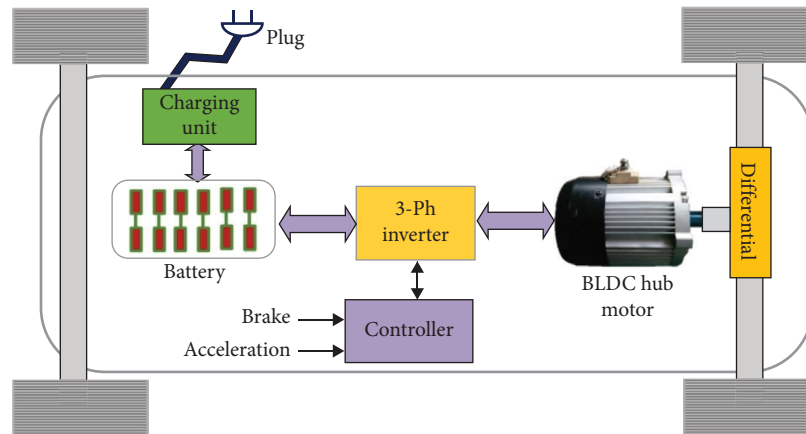 Plug
Charging
unit
Battery
3-Ph
inverter
BLDC hub
motor
Differential
Brake
Acceleration
Controller